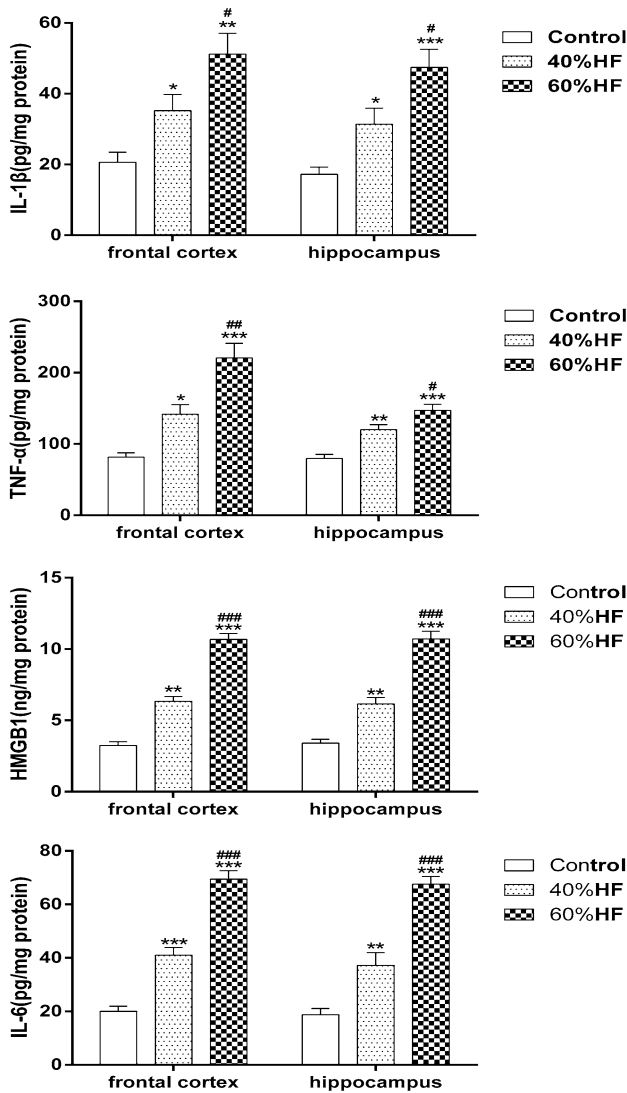 IL-1β(pg/mg protein)
60
40
20
0
#
**
*
#
***
*
frontal cortex
hippocampus
Control
40%HF
60%HF
TNF-α(pg/mg protein)
300
200
100
0
##
***
*
#
***
**
frontal cortex
hippocampus
Control
40%HF
60%HF
HMGB1(ng/mg protein)
15
10
5
0
###
***
**
###
***
**
frontal cortex
hippocampus
Control
40%HF
60%HF
IL-6(pg/mg protein)
80
60
40
20
0
###
***
***
###
***
**
frontal cortex
hippocampus
Control
40%HF
60%HF